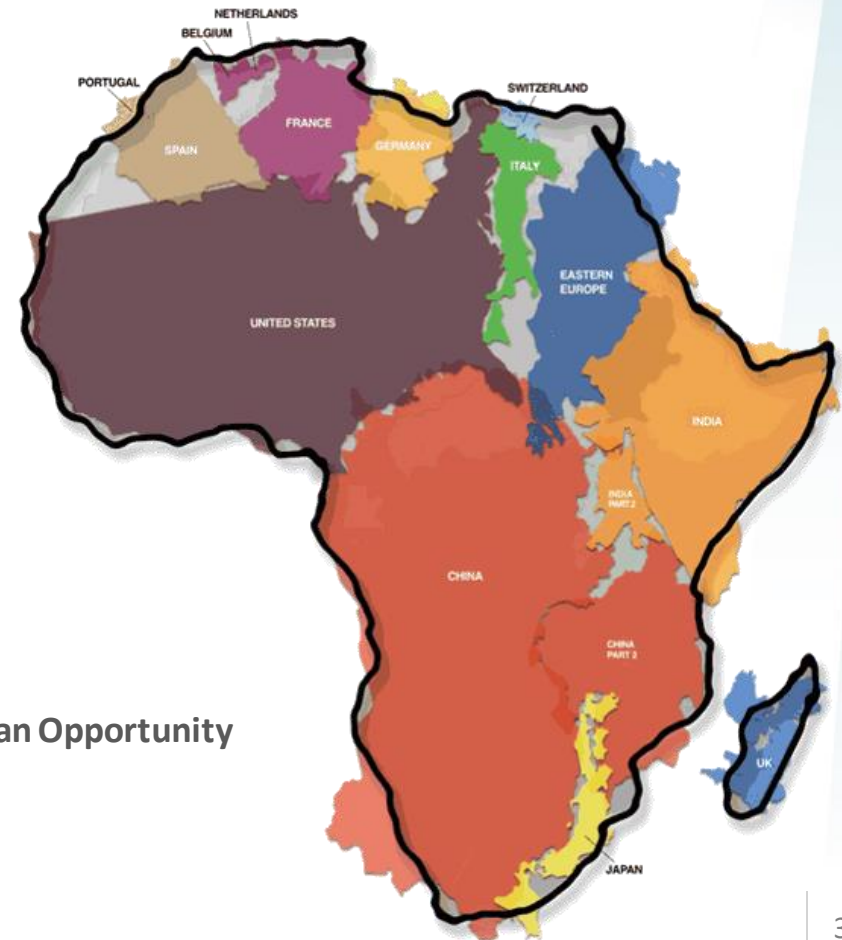 NETHERLANDS
BELGIUM
PORTUGAL
SWITZERLAND
FRANCE
SPAIN
GERMANY
ITALY
EASTERN
EUROPE
UNITED STATES
INDIA
INDIA
PART 2
CHINA
CHINA
PART 2
an Opportunity
UK
JAPAN
3